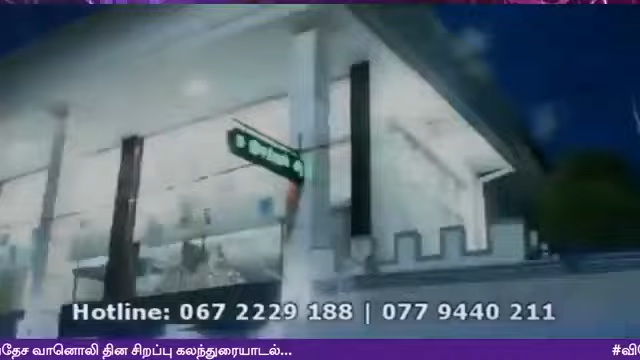 Hotline: 067 2229 188 | 077 9440 211
தேச வானொலி தின சிறப்பு கலந்துரையாடல்...